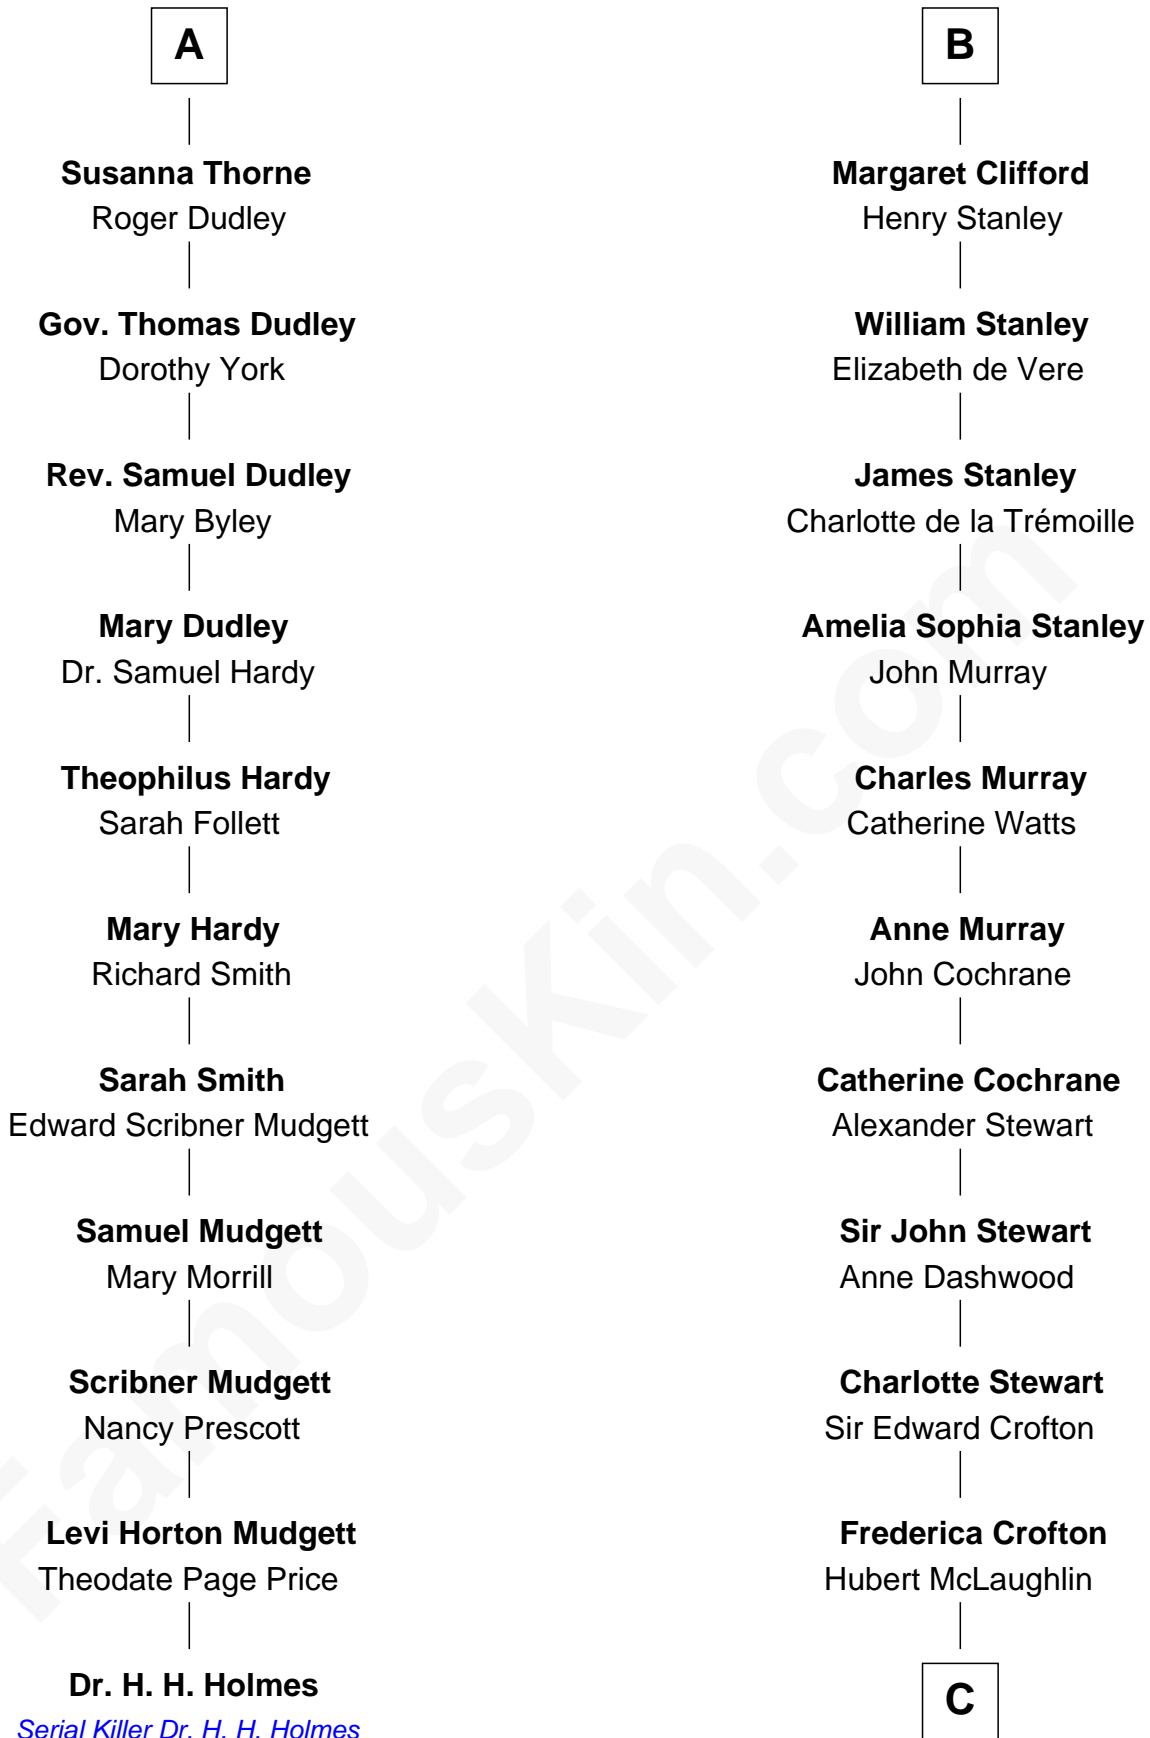 A
Susanna Thorne
Roger Dudley
Gov. Thomas Dudley
Dorothy York
Rev. Samuel Dudley
Mary Byley
Mary Dudley
Dr. Samuel Hardy
Theophilus Hardy
Sarah Follett
Mary Hardy
Richard Smith
Sarah Smith
Edward Scribner Mudgett
Samuel Mudgett
Mary Morrill
Scribner Mudgett
Nancy Prescott
Levi Horton Mudgett
Theodate Page Price
Dr. H. H. Holmes
Serial Killer Dr. H. H. Holmes
B
Margaret Clifford
Henry Stanley
William Stanley
Elizabeth de Vere
James Stanley
Charlotte de la Trémoille
Amelia Sophia Stanley
John Murray
Charles Murray
Catherine Watts
Anne Murray
John Cochrane
Catherine Cochrane
Alexander Stewart
Sir John Stewart
Anne Dashwood
Charlotte Stewart
Sir Edward Crofton
Frederica Crofton
Hubert McLaughlin
C
FamousKin.com